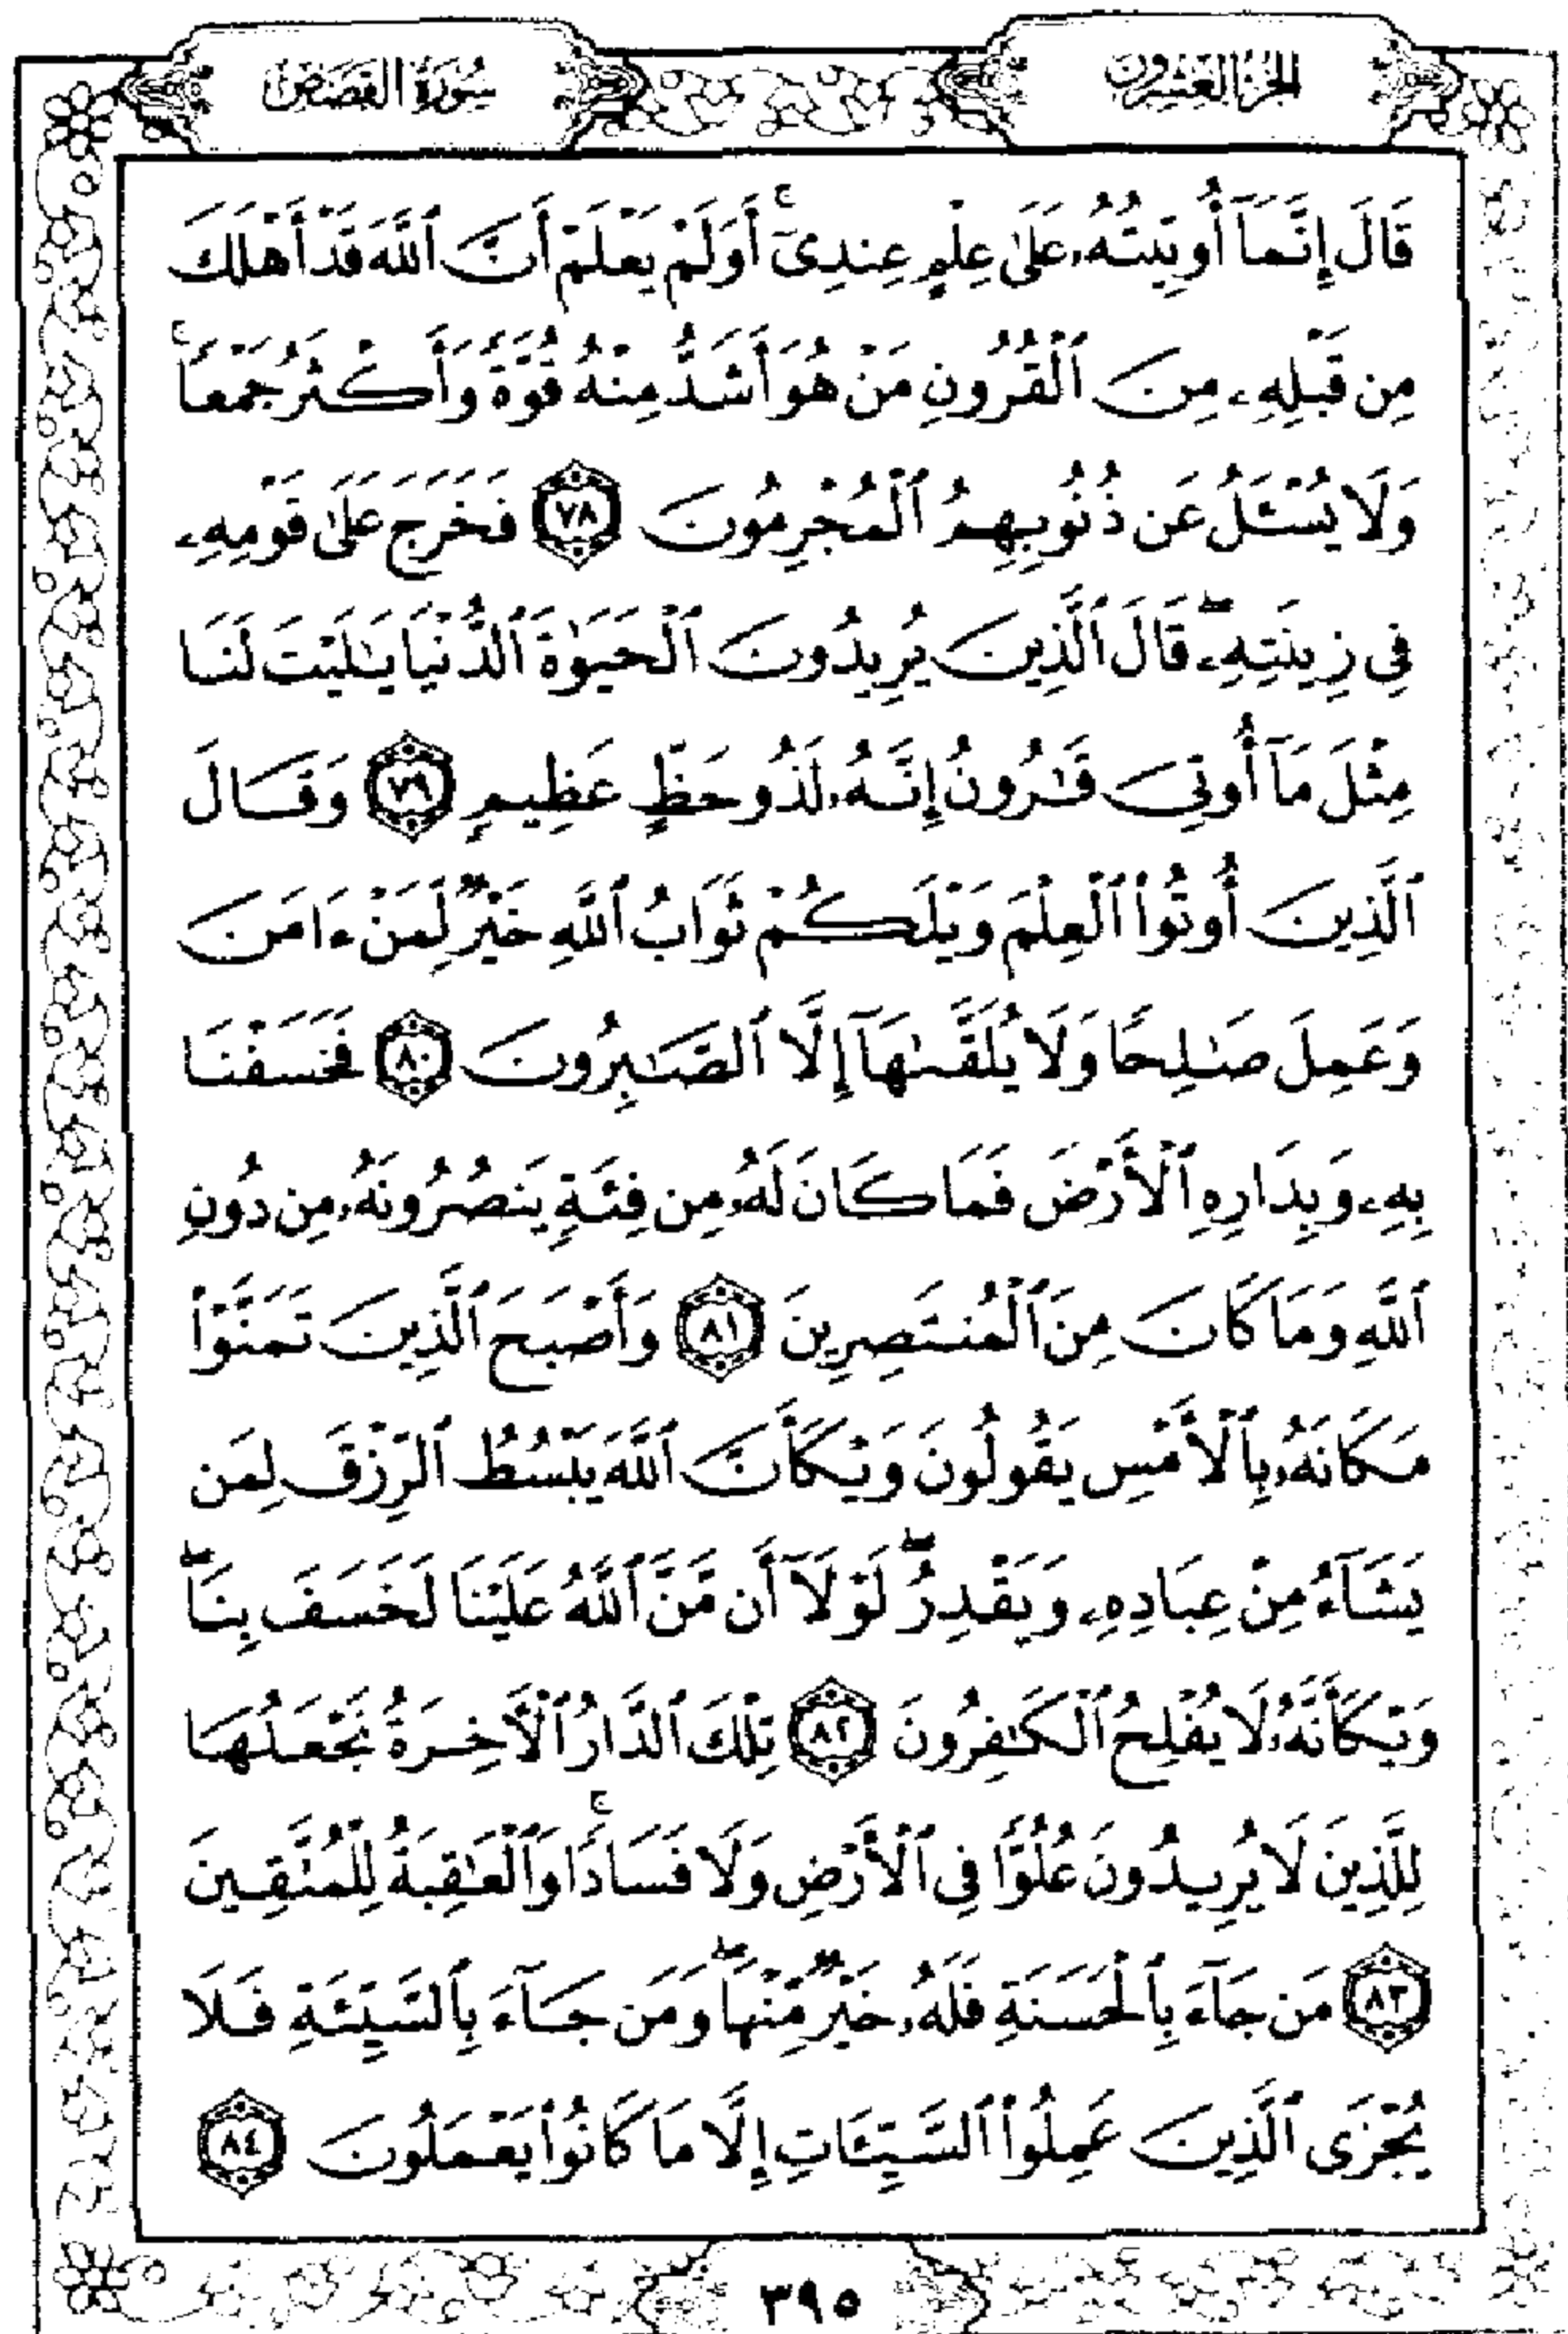 الجزء العشرون
سورة القصص
قَالَ إِنَّمَآ أُوتِيتُهُۥ عَلَىٰ عِلْمٍ عِندِىٓ ۚ أَوَلَمْ يَعْلَمْ أَنَّ ٱللَّهَ قَدْ أَهْلَكَ
مِن قَبْلِهِۦ مِنَ ٱلْقُرُونِ مَنْ هُوَ أَشَدُّ مِنْهُ قُوَّةً وَأَكْثَرُ جَمْعًا ۚ
وَلَا يُسْـَٔلُ عَن ذُنُوبِهِمُ ٱلْمُجْرِمُونَ ٧٨ فَخَرَجَ عَلَىٰ قَوْمِهِۦ
فِى زِينَتِهِۦ ۖ قَالَ ٱلَّذِينَ يُرِيدُونَ ٱلْحَيَوٰةَ ٱلدُّنْيَا يَـٰلَيْتَ لَنَا
مِثْلَ مَآ أُوتِىَ قَـٰرُونُ إِنَّهُۥ لَذُو حَظٍّ عَظِيمٍ ٧٩ وَقَالَ
ٱلَّذِينَ أُوتُوا۟ ٱلْعِلْمَ وَيْلَكُمْ ثَوَابُ ٱللَّهِ خَيْرٌ لِّمَنْ ءَامَنَ
وَعَمِلَ صَـٰلِحًا وَلَا يُلَقَّىٰهَآ إِلَّا ٱلصَّـٰبِرُونَ ٨٠ فَخَسَفْنَا
بِهِۦ وَبِدَارِهِ ٱلْأَرْضَ فَمَا كَانَ لَهُۥ مِن فِئَةٍ يَنصُرُونَهُۥ مِن دُونِ
ٱللَّهِ وَمَا كَانَ مِنَ ٱلْمُنتَصِرِينَ ٨١ وَأَصْبَحَ ٱلَّذِينَ تَمَنَّوْا۟
مَكَانَهُۥ بِٱلْأَمْسِ يَقُولُونَ وَيْكَأَنَّ ٱللَّهَ يَبْسُطُ ٱلرِّزْقَ لِمَن
يَشَآءُ مِنْ عِبَادِهِۦ وَيَقْدِرُ ۖ لَوْلَآ أَن مَّنَّ ٱللَّهُ عَلَيْنَا لَخَسَفَ بِنَا ۖ
وَيْكَأَنَّهُۥ لَا يُفْلِحُ ٱلْكَـٰفِرُونَ ٨٢ تِلْكَ ٱلدَّارُ ٱلْـَٔاخِرَةُ نَجْعَلُهَا
لِلَّذِينَ لَا يُرِيدُونَ عُلُوًّا فِى ٱلْأَرْضِ وَلَا فَسَادًا ۚ وَٱلْعَـٰقِبَةُ لِلْمُتَّقِينَ
٨٣ مَن جَآءَ بِٱلْحَسَنَةِ فَلَهُۥ خَيْرٌ مِّنْهَا ۖ وَمَن جَآءَ بِٱلسَّيِّئَةِ فَلَا
يُجْزَى ٱلَّذِينَ عَمِلُوا۟ ٱلسَّيِّـَٔاتِ إِلَّا مَا كَانُوا۟ يَعْمَلُونَ ٨٤
٣٩٥